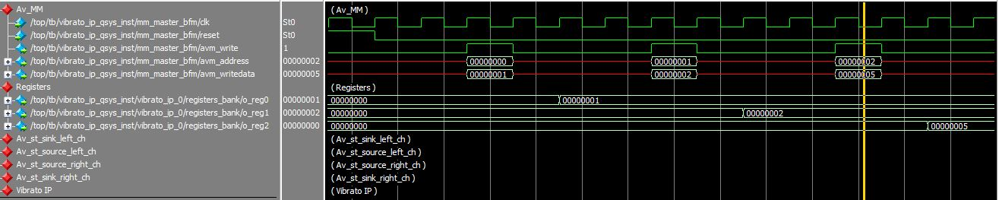 Av_MM ( Av_MM )
/top/tb/vibrato_ip_qsys_inst/mm_master_bfm/clk St0
/top/tb/vibrato_ip_qsys_inst/mm_master_bfm/reset St0
/top/tb/vibrato_ip_qsys_inst/mm_master_bfm/avm_write 1
/top/tb/vibrato_ip_qsys_inst/mm_master_bfm/avm_address 00000002 00000000 00000001 00000002
/top/tb/vibrato_ip_qsys_inst/mm_master_bfm/avm_writedata 00000005 00000001 00000002 00000005
Registers ( Registers )
/top/tb/vibrato_ip_qsys_inst/vibrato_ip_0/registers_bank/o_reg0 00000001 00000000 00000001
/top/tb/vibrato_ip_qsys_inst/vibrato_ip_0/registers_bank/o_reg1 00000002 00000000 00000002
/top/tb/vibrato_ip_qsys_inst/vibrato_ip_0/registers_bank/o_reg2 00000000 00000000 00000005
Av_st_sink_left_ch ( Av_st_sink_left_ch )
Av_st_source_left_ch ( Av_st_source_left_ch )
Av_st_source_right_ch ( Av_st_source_right_ch )
Av_st_sink_right_ch ( Av_st_sink_right_ch )
Vibrato IP ( Vibrato IP )